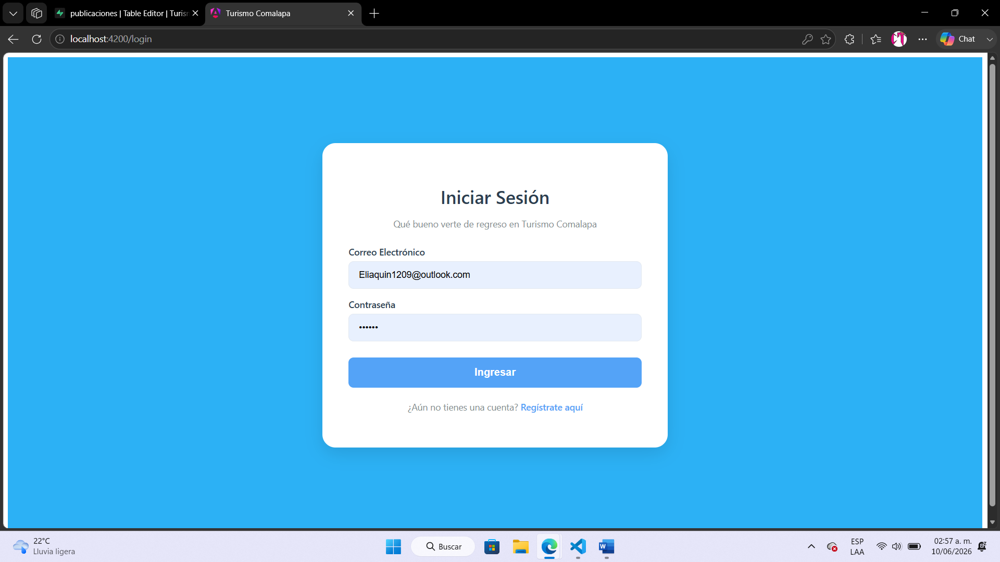 publicaciones | Table Editor | Turis
Turismo Comalapa
localhost:4200/login
Chat
Iniciar Sesión
Qué bueno verte de regreso en Turismo Comalapa
Correo Electrónico
Eliaquin1209@outlook.com
Contraseña
••••••
Ingresar
¿Aún no tienes una cuenta? Regístrate aquí
22°C
Lluvia ligera
Buscar
ESP
LAA
02:57 a. m.
10/06/2026